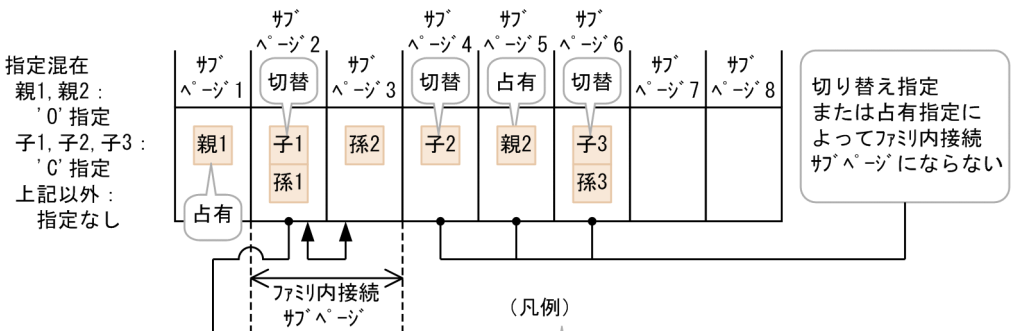 指定混在
親1,親2:
'O'指定
子1,子2,子3:
'C'指定
上記以外:
指定なし
ｻﾌﾞ
ﾍﾟｰｼﾞ1
ｻﾌﾞ
ﾍﾟｰｼﾞ2
ｻﾌﾞ
ﾍﾟｰｼﾞ3
ｻﾌﾞ
ﾍﾟｰｼﾞ4
ｻﾌﾞ
ﾍﾟｰｼﾞ5
ｻﾌﾞ
ﾍﾟｰｼﾞ6
ｻﾌﾞ
ﾍﾟｰｼﾞ7
ｻﾌﾞ
ﾍﾟｰｼﾞ8
切替
切替
占有
切替
親1
子1
孫2
子2
親2
子3
孫1
孫3
占有
切り替え指定
または占有指定に
よってﾌｧﾐﾘ内接続
ｻﾌﾞﾍﾟｰｼﾞにならない
ﾌｧﾐﾘ内接続
ｻﾌﾞﾍﾟｰｼﾞ
(凡例)